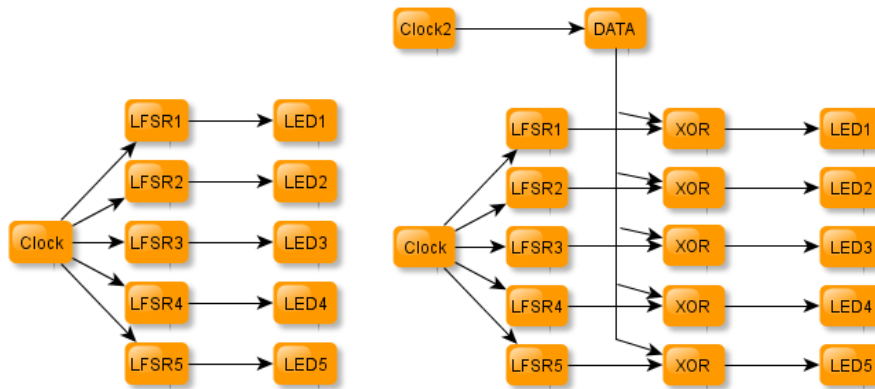 Clock
LFSR1
LED1
LFSR2
LED2
LFSR3
LED3
LFSR4
LED4
LFSR5
LED5
Clock2
DATA
Clock
LFSR1
XOR
LED1
LFSR2
XOR
LED2
LFSR3
XOR
LED3
LFSR4
XOR
LED4
LFSR5
XOR
LED5